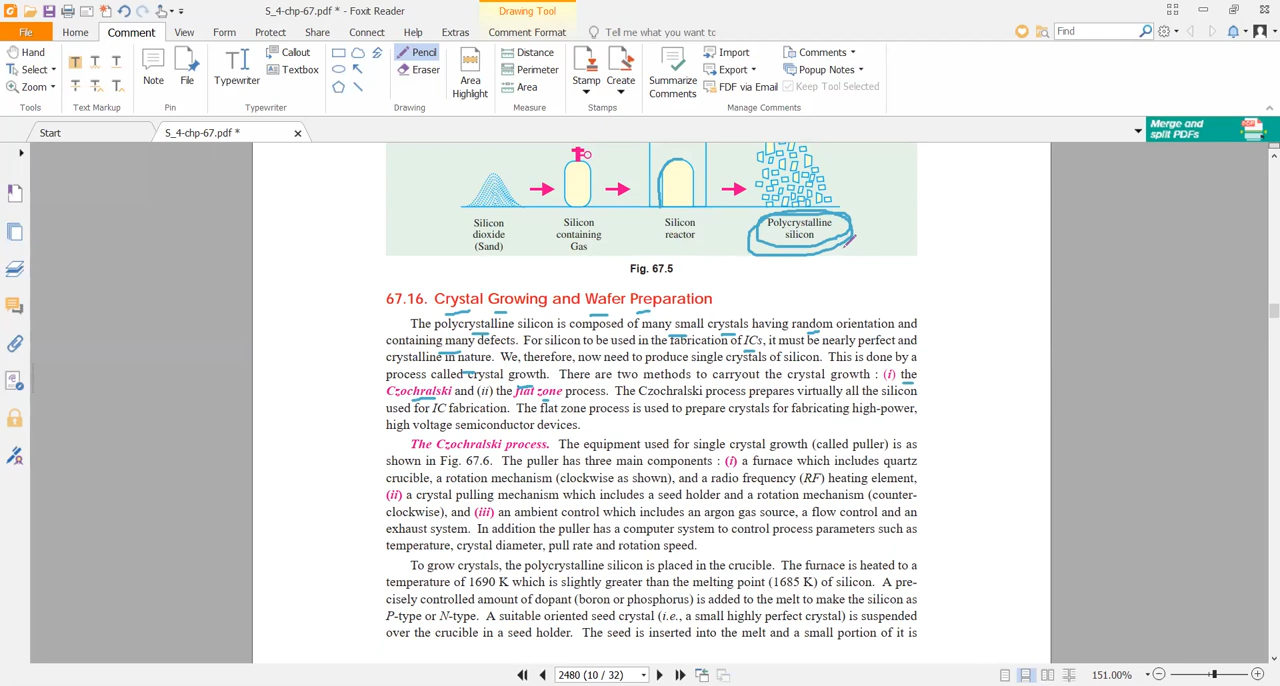 S_4-chp-67.pdf * - Foxit Reader
Drawing Tool
File Home Comment View Form Protect Share Connect Help Extras Comment Format Tell me what you want tc Find
Hand
Select
Zoom
Tools
Text Markup
Note
File
Pin
Typewriter
Callout
Textbox
Typewriter
Pencil
Eraser
Drawing
Area
Highlight
Distance
Perimeter
Area
Measure
Stamp
Create
Stamps
Summarize
Comments
Import
Export
FDF via Email
Comments
Popup Notes
Keep Tool Selected
Manage Comments
Start
S_4-chp-67.pdf *
Merge and
split PDFs
Silicon
dioxide
(Sand)
Silicon
containing
Gas
Silicon
reactor
Polycrystalline
silicon
Fig. 67.5
67.16. Crystal Growing and Wafer Preparation
The polycrystalline silicon is composed of many small crystals having random orientation and
containing many defects. For silicon to be used in the fabrication of ICs, it must be nearly perfect and
crystalline in nature. We, therefore, now need to produce single crystals of silicon. This is done by a
process called crystal growth. There are two methods to carryout the crystal growth : (i) the
Czochralski and (ii) the flat zone process. The Czochralski process prepares virtually all the silicon
used for IC fabrication. The flat zone process is used to prepare crystals for fabricating high-power,
high voltage semiconductor devices.
The Czochralski process. The equipment used for single crystal growth (called puller) is as
shown in Fig. 67.6. The puller has three main components : (i) a furnace which includes quartz
crucible, a rotation mechanism (clockwise as shown), and a radio frequency (RF) heating element,
(ii) a crystal pulling mechanism which includes a seed holder and a rotation mechanism (counter-
clockwise), and (iii) an ambient control which includes an argon gas source, a flow control and an
exhaust system. In addition the puller has a computer system to control process parameters such as
temperature, crystal diameter, pull rate and rotation speed.
To grow crystals, the polycrystalline silicon is placed in the crucible. The furnace is heated to a
temperature of 1690 K which is slightly greater than the melting point (1685 K) of silicon. A pre-
cisely controlled amount of dopant (boron or phosphorus) is added to the melt to make the silicon as
P-type or N-type. A suitable oriented seed crystal (i.e., a small highly perfect crystal) is suspended
over the crucible in a seed holder. The seed is inserted into the melt and a small portion of it is
2480 (10 / 32)
151.00%